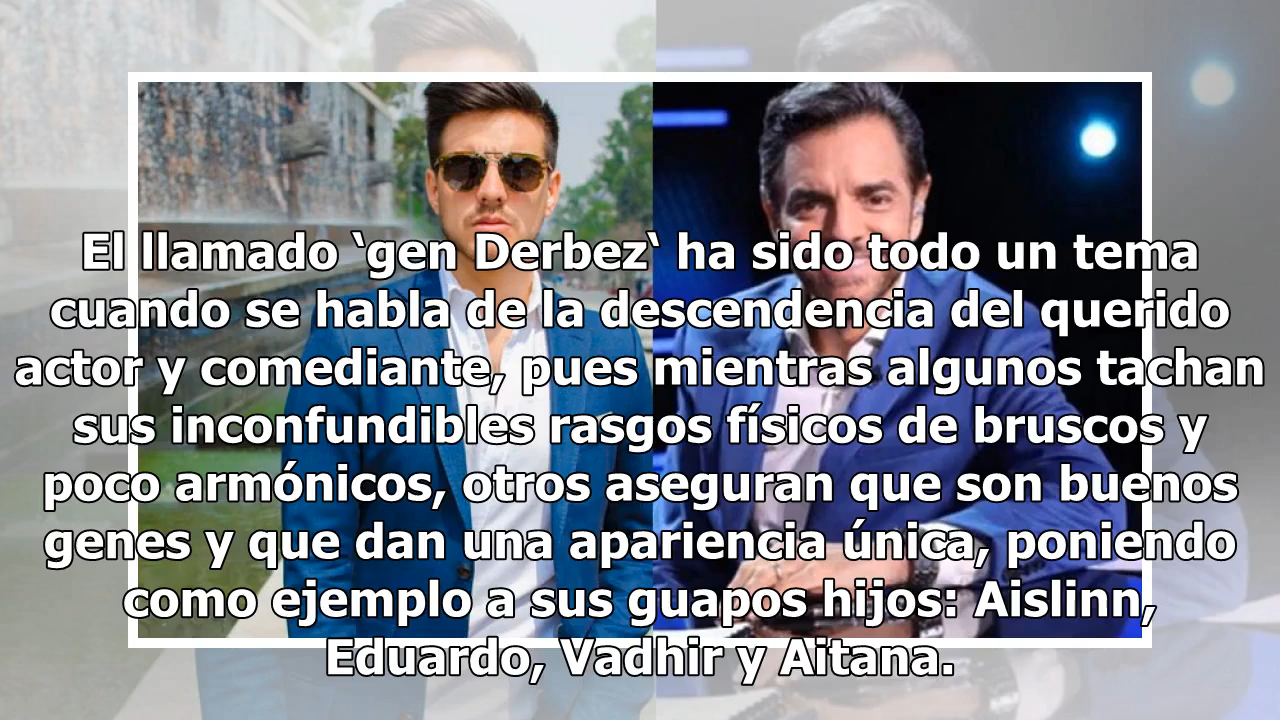 El llamado ‘gen Derbez‘ ha sido todo un tema
cuando se habla de la descendencia del querido
actor y comediante, pues mientras algunos tachan
sus inconfundibles rasgos físicos de bruscos y
poco armónicos, otros aseguran que son buenos
genes y que dan una apariencia única, poniendo
como ejemplo a sus guapos hijos: Aislinn,
Eduardo, Vadhir y Aitana.